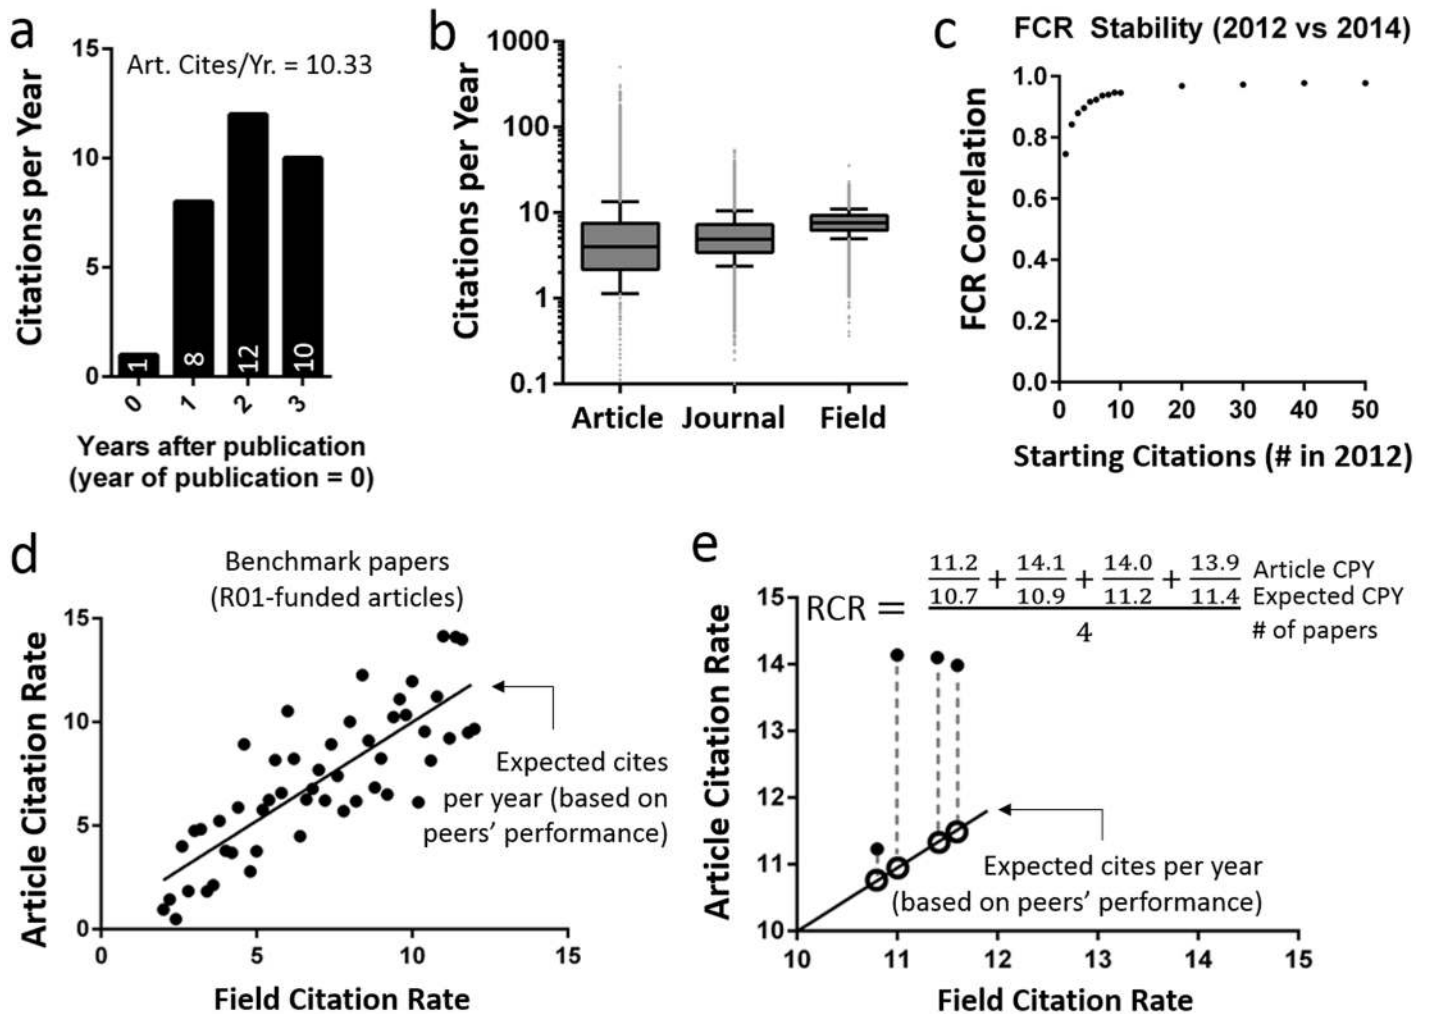 a
Art. Cites/Yr. = 10.33
Citations per Year
15
10
5
0
1
8
12
10
0
1
2
3
Years after publication
(year of publication = 0)
b
Citations per Year
1000
100
10
1
0.1
Article
Journal
Field
c
FCR Stability (2012 vs 2014)
FCR Correlation
1.0
0.8
0.6
0.4
0.2
0.0
0
10
20
30
40
50
Starting Citations (# in 2012)
d
Benchmark papers
(R01-funded articles)
Article Citation Rate
15
10
5
0
Expected cites
per year (based on
peers' performance)
0
5
10
15
Field Citation Rate
e
RCR =
11.2 + 14.1 + 14.0 + 13.9 Article CPY
10.7 10.9 11.2 11.4 Expected CPY
4 # of papers
Article Citation Rate
15
14
13
12
11
10
Expected cites per year
(based on peers' performance)
10
11
12
13
14
15
Field Citation Rate